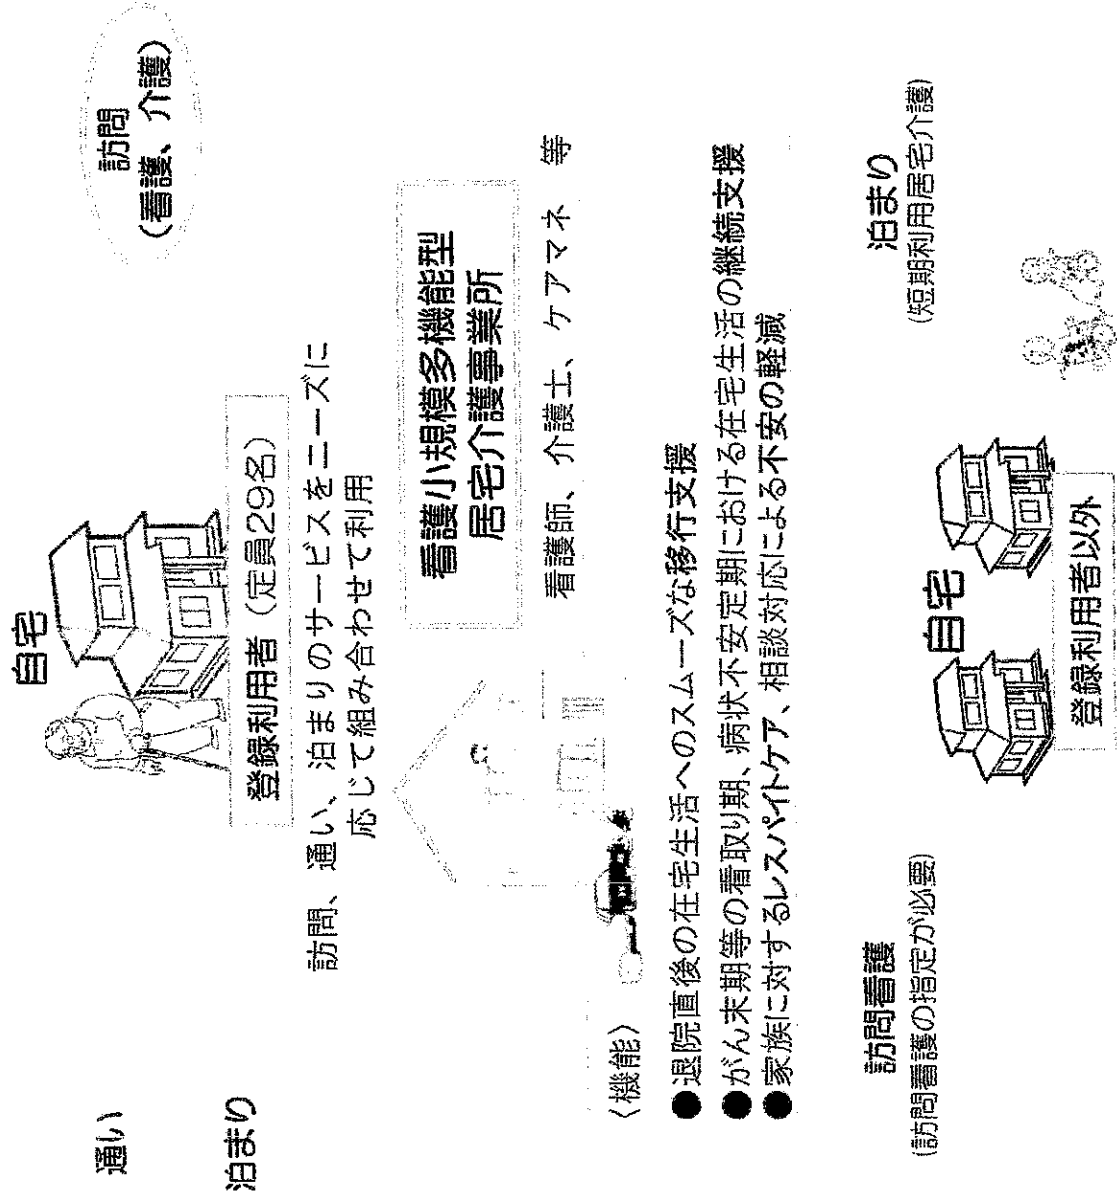 自宅
訪問
(看護、介護)
通い
泊まり
登録利用者（定員29名）
訪問、通い、泊まりのサービスをニーズに
応じて組み合わせて利用
看護小規模多機能型
居宅介護事業所
看護師、介護士、ケアマネ 等
〈機能〉
●退院直後の在宅生活へのスムーズな移行支援
●がん末期等の看取り期、病状不安定期における在宅生活の継続支援
●家族に対するレスパイトケア、相談対応による不安の軽減
訪問看護
(訪問看護の指定が必要)
泊まり
(短期利用居宅介護)
自宅
登録利用者以外